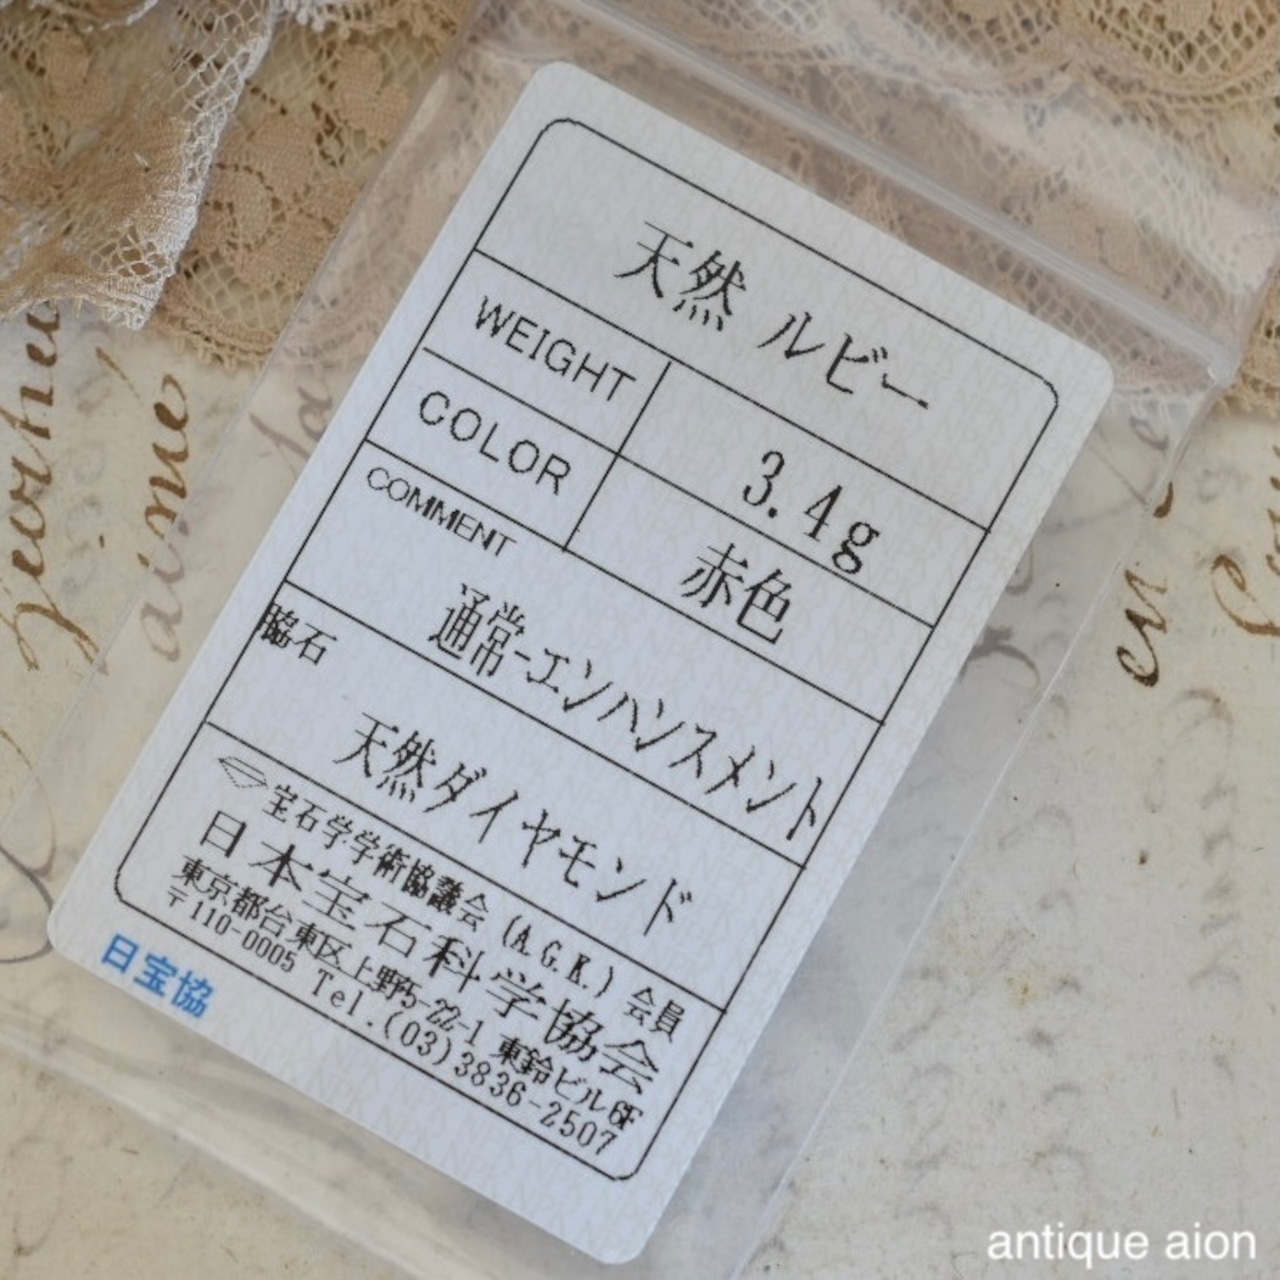 天然 ルビー
WEIGHT 3.4g
COLOR 赤色
COMMENT
通常-エンハンスメント
脇石
天然ダイヤモンド
宝石学学術協議会 (A.G.K.) 会員
日本宝石科学協会
東京都台東区上野5-22-1 東鈴ビル6F
〒110-0005 Tel.(03)3836-2507
日宝協
aime
en
antique aion